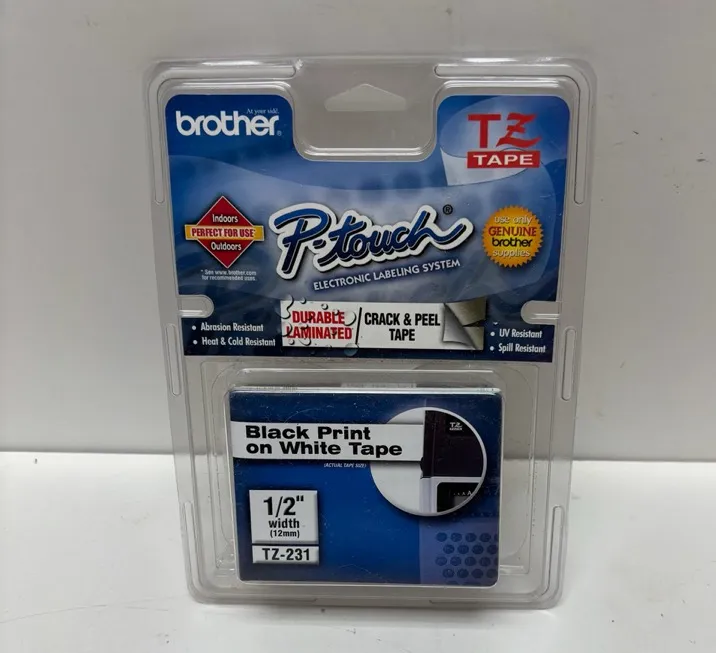 At your side.
brother®
TZ
TAPE
Indoors
PERFECT FOR USE
Outdoors
* See www.brother.com
for recommended uses.
P-touch®
ELECTRONIC LABELING SYSTEM
use only
GENUINE
brother
supplies
• Abrasion Resistant
• Heat & Cold Resistant
DURABLE
LAMINATED
CRACK & PEEL
TAPE
• UV Resistant
• Spill Resistant
Black Print
on White Tape
(ACTUAL TAPE SIZE)
TZ
1/2"
width
(12mm)
TZ-231